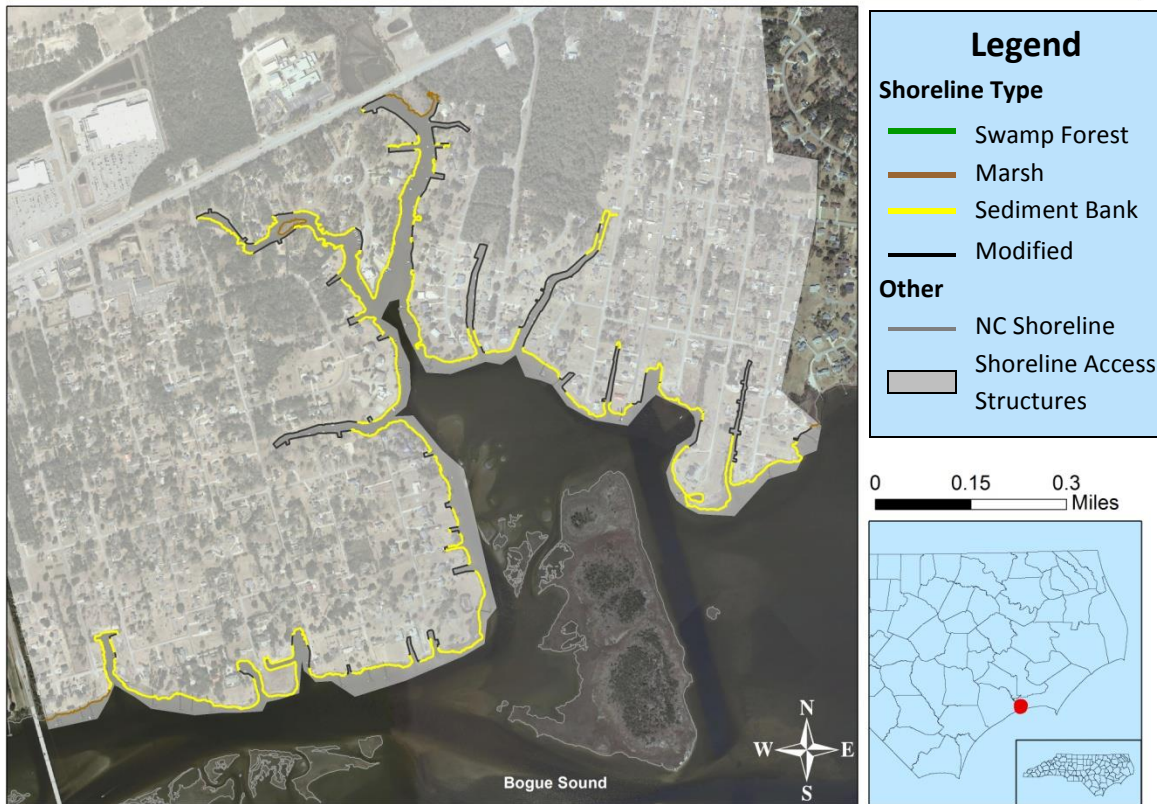 Legend
Shoreline Type
Swamp Forest
Marsh
Sediment Bank
Modified
Other
NC Shoreline
Shoreline Access
Structures
0 0.15 0.3
Miles
N
W E
S
Bogue Sound